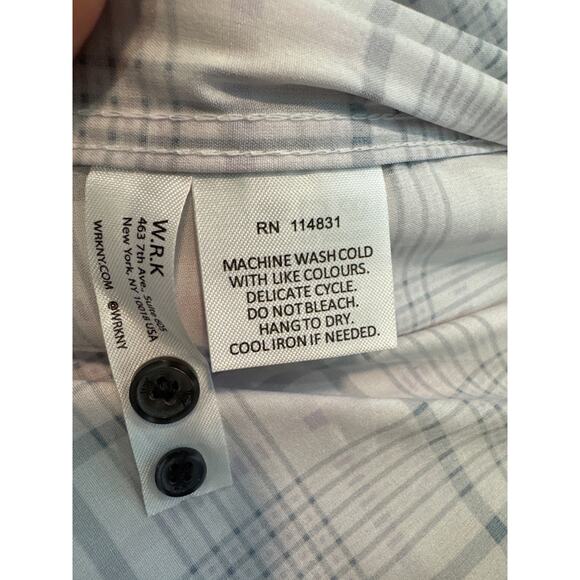 W.R.K
463 7th Ave., Suite 605
New York, NY 10018 USA
WRKNY.COM @WRKNY
RN 114831
MACHINE WASH COLD
WITH LIKE COLOURS.
DELICATE CYCLE.
DO NOT BLEACH.
HANG TO DRY.
COOL IRON IF NEEDED.